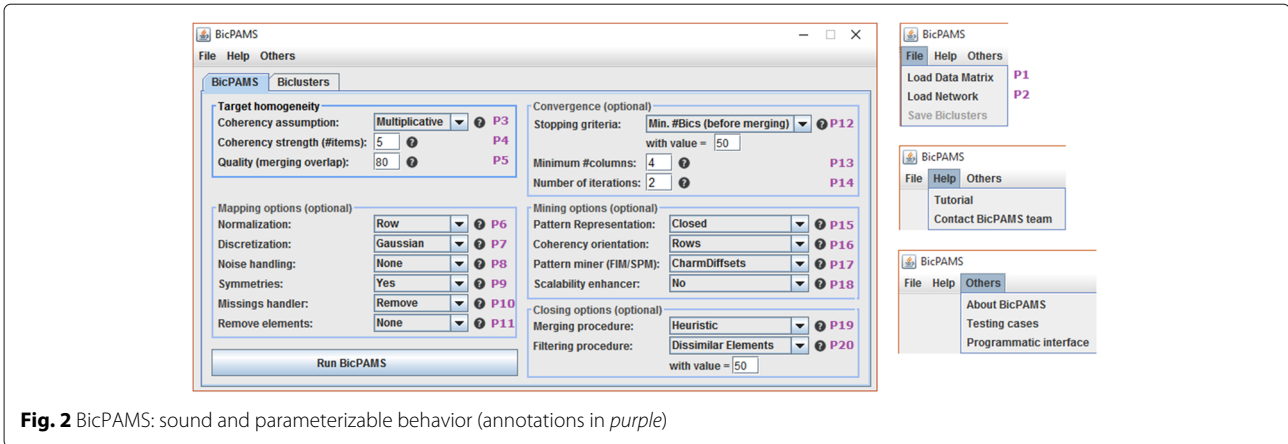 BicPAMS
File Help Others
BicPAMS Biclusters
Target homogeneity
Coherency assumption: Multiplicative P3
Coherency strength (#items): 5 P4
Quality (merging overlap): 80 P5
Mapping options (optional)
Normalization: Row P6
Discretization: Gaussian P7
Noise handling: None P8
Symmetries: Yes P9
Missings handler: Remove P10
Remove elements: None P11
Run BicPAMS
Convergence (optional)
Stopping griteria: Min. #Bics (before merging) P12
with value = 50
Minimum #columns: 4 P13
Number of iterations: 2 P14
Mining options (optional)
Pattern Representation: Closed P15
Coherency orientation: Rows P16
Pattern miner (FIM/SPM): CharmDiffsets P17
Scalability enhancer: No P18
Closing options (optional)
Merging procedure: Heuristic P19
Filtering procedure: Dissimilar Elements P20
with value = 50
BicPAMS
File Help Others
Load Data Matrix P1
Load Network P2
Save Biclusters
BicPAMS
File Help Others
Tutorial
Contact BicPAMS team
BicPAMS
File Help Others
About BicPAMS
Testing cases
Programmatic interface
Fig. 2 BicPAMS: sound and parameterizable behavior (annotations in purple)